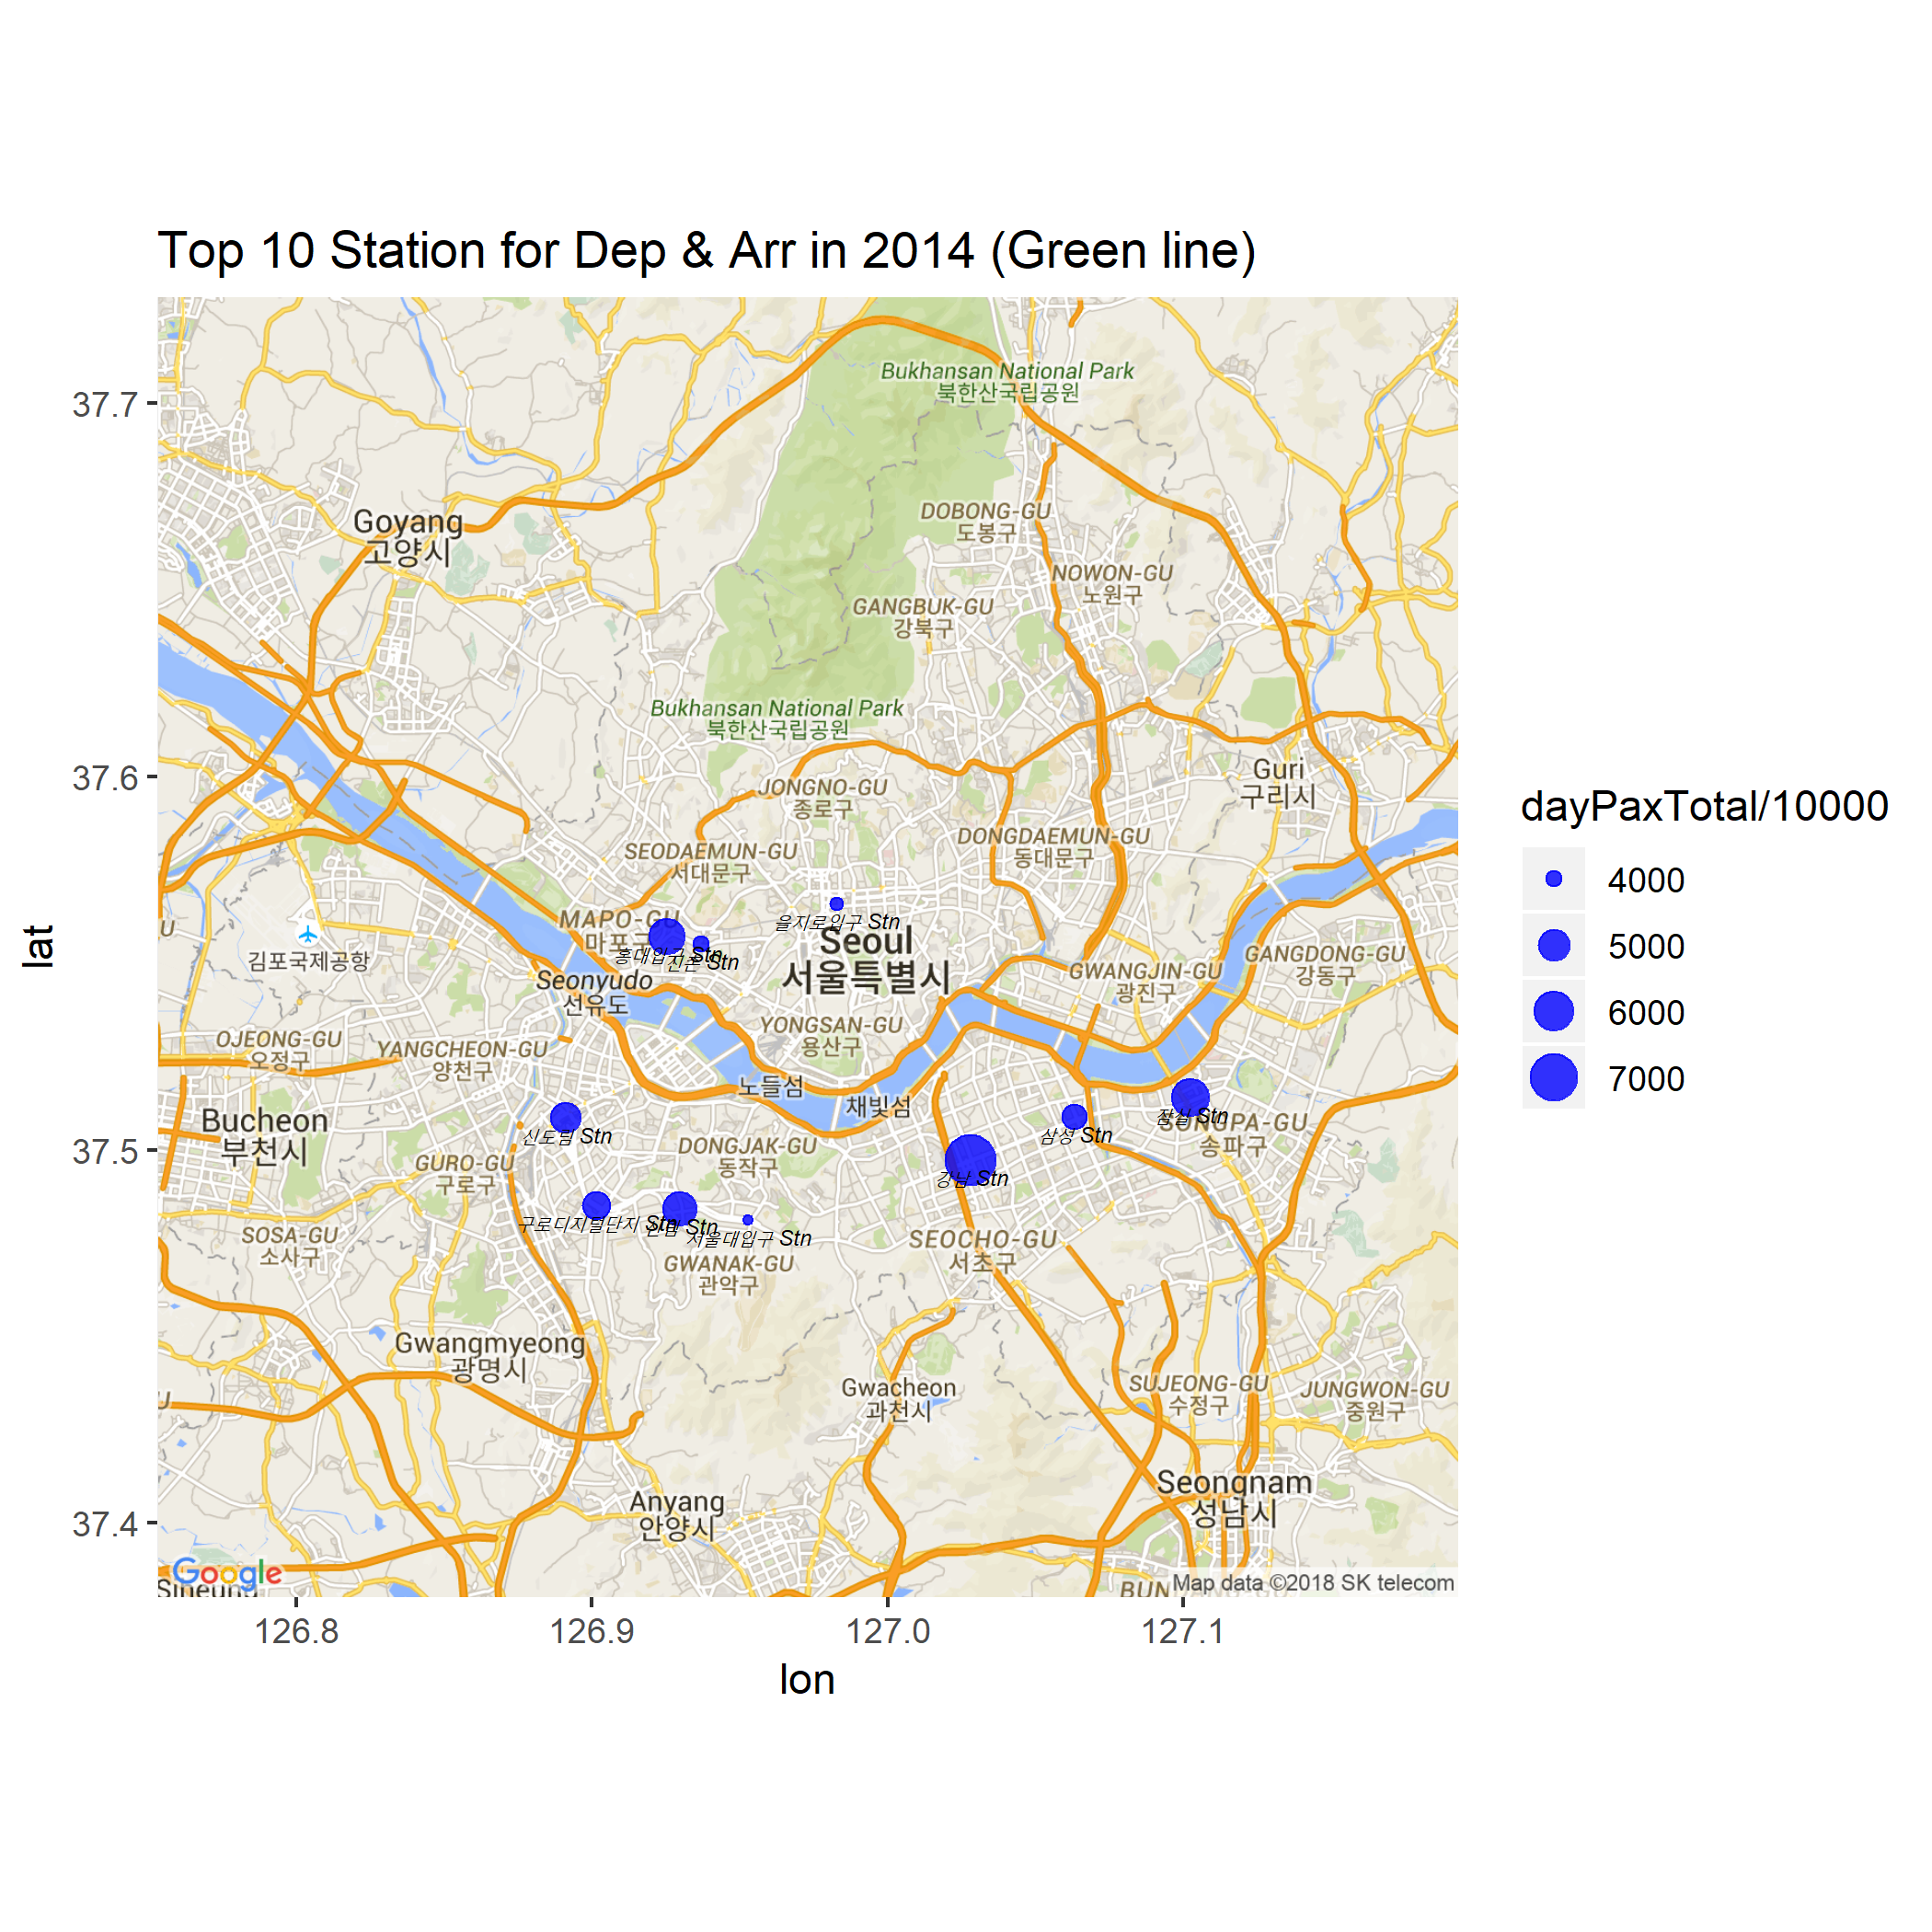 Top 10 Station for Dep & Arr in 2014 (Green line)
37.7
37.6
37.5
37.4
lat
Bukhansan National Park
북한산국립공원
Goyang
고양시
DOBONG-GU
도봉구
NOWON-GU
노원구
GANGBUK-GU
강북구
Bukhansan National Park
북한산국립공원
JONGNO-GU
종로구
Guri
구리시
SEODAEMUN-GU
서대문구
DONGDAEMUN-GU
동대문구
MAPO-GU
마포구
을지로입구 Stn
홍대입구 Stn
신촌 Stn
Seoul
서울특별시
김포국제공항
Seonyudo
선유도
GWANGJIN-GU
광진구
GANGDONG-GU
강동구
OJEONG-GU
오정구
YANGCHEON-GU
양천구
YONGSAN-GU
용산구
노들섬
채빛섬
Bucheon
부천시
신도림 Stn
DONGJAK-GU
동작구
삼성 Stn
잠실 Stn
SONGPA-GU
송파구
GURO-GU
구로구
강남 Stn
구로디지털단지 Stn
신림 Stn
서울대입구 Stn
SOSA-GU
소사구
GWANAK-GU
관악구
SEOCHO-GU
서초구
Gwangmyeong
광명시
Gwacheon
과천시
SUJEONG-GU
수정구
JUNGWON-GU
중원구
Anyang
안양시
Seongnam
성남시
Google
Map data ©2018 SK telecom
126.8
126.9
127.0
127.1
lon
dayPaxTotal/10000
4000
5000
6000
7000